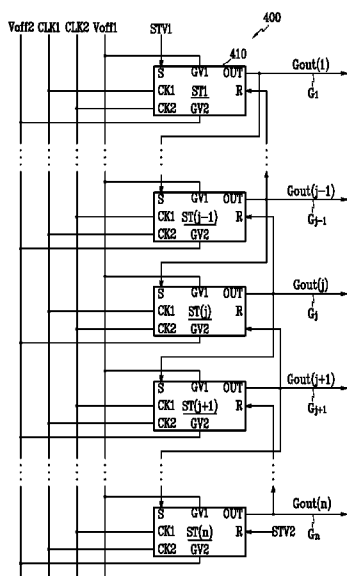 Voff2 CLK1 CLK2 Voff1 STV1 400
410
S GV1 OUT Gout(1)
CK1 ST1 R G1
CK2 GV2
S GV1 OUT Gout(j-1)
CK1 ST(j-1) R Gj-1
CK2 GV2
S GV1 OUT Gout(j)
CK1 ST(j) R Gj
CK2 GV2
S GV1 OUT Gout(j+1)
CK1 ST(j+1) R Gj+1
CK2 GV2
S GV1 OUT Gout(n)
CK1 ST(n) R STV2 Gn
CK2 GV2